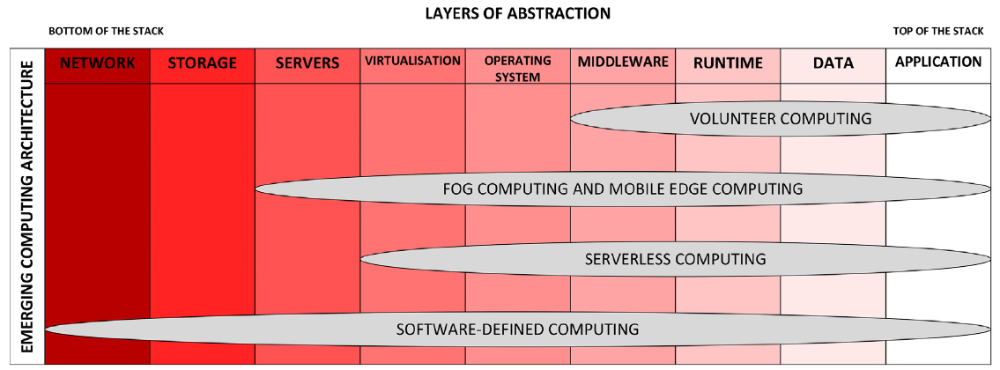 LAYERS OF ABSTRACTION
BOTTOM OF THE STACK
TOP OF THE STACK
EMERGING COMPUTING ARCHITECTURE
NETWORK
STORAGE
SERVERS
VIRTUALISATION
OPERATING
SYSTEM
MIDDLEWARE
RUNTIME
DATA
APPLICATION
VOLUNTEER COMPUTING
FOG COMPUTING AND MOBILE EDGE COMPUTING
SERVERLESS COMPUTING
SOFTWARE-DEFINED COMPUTING